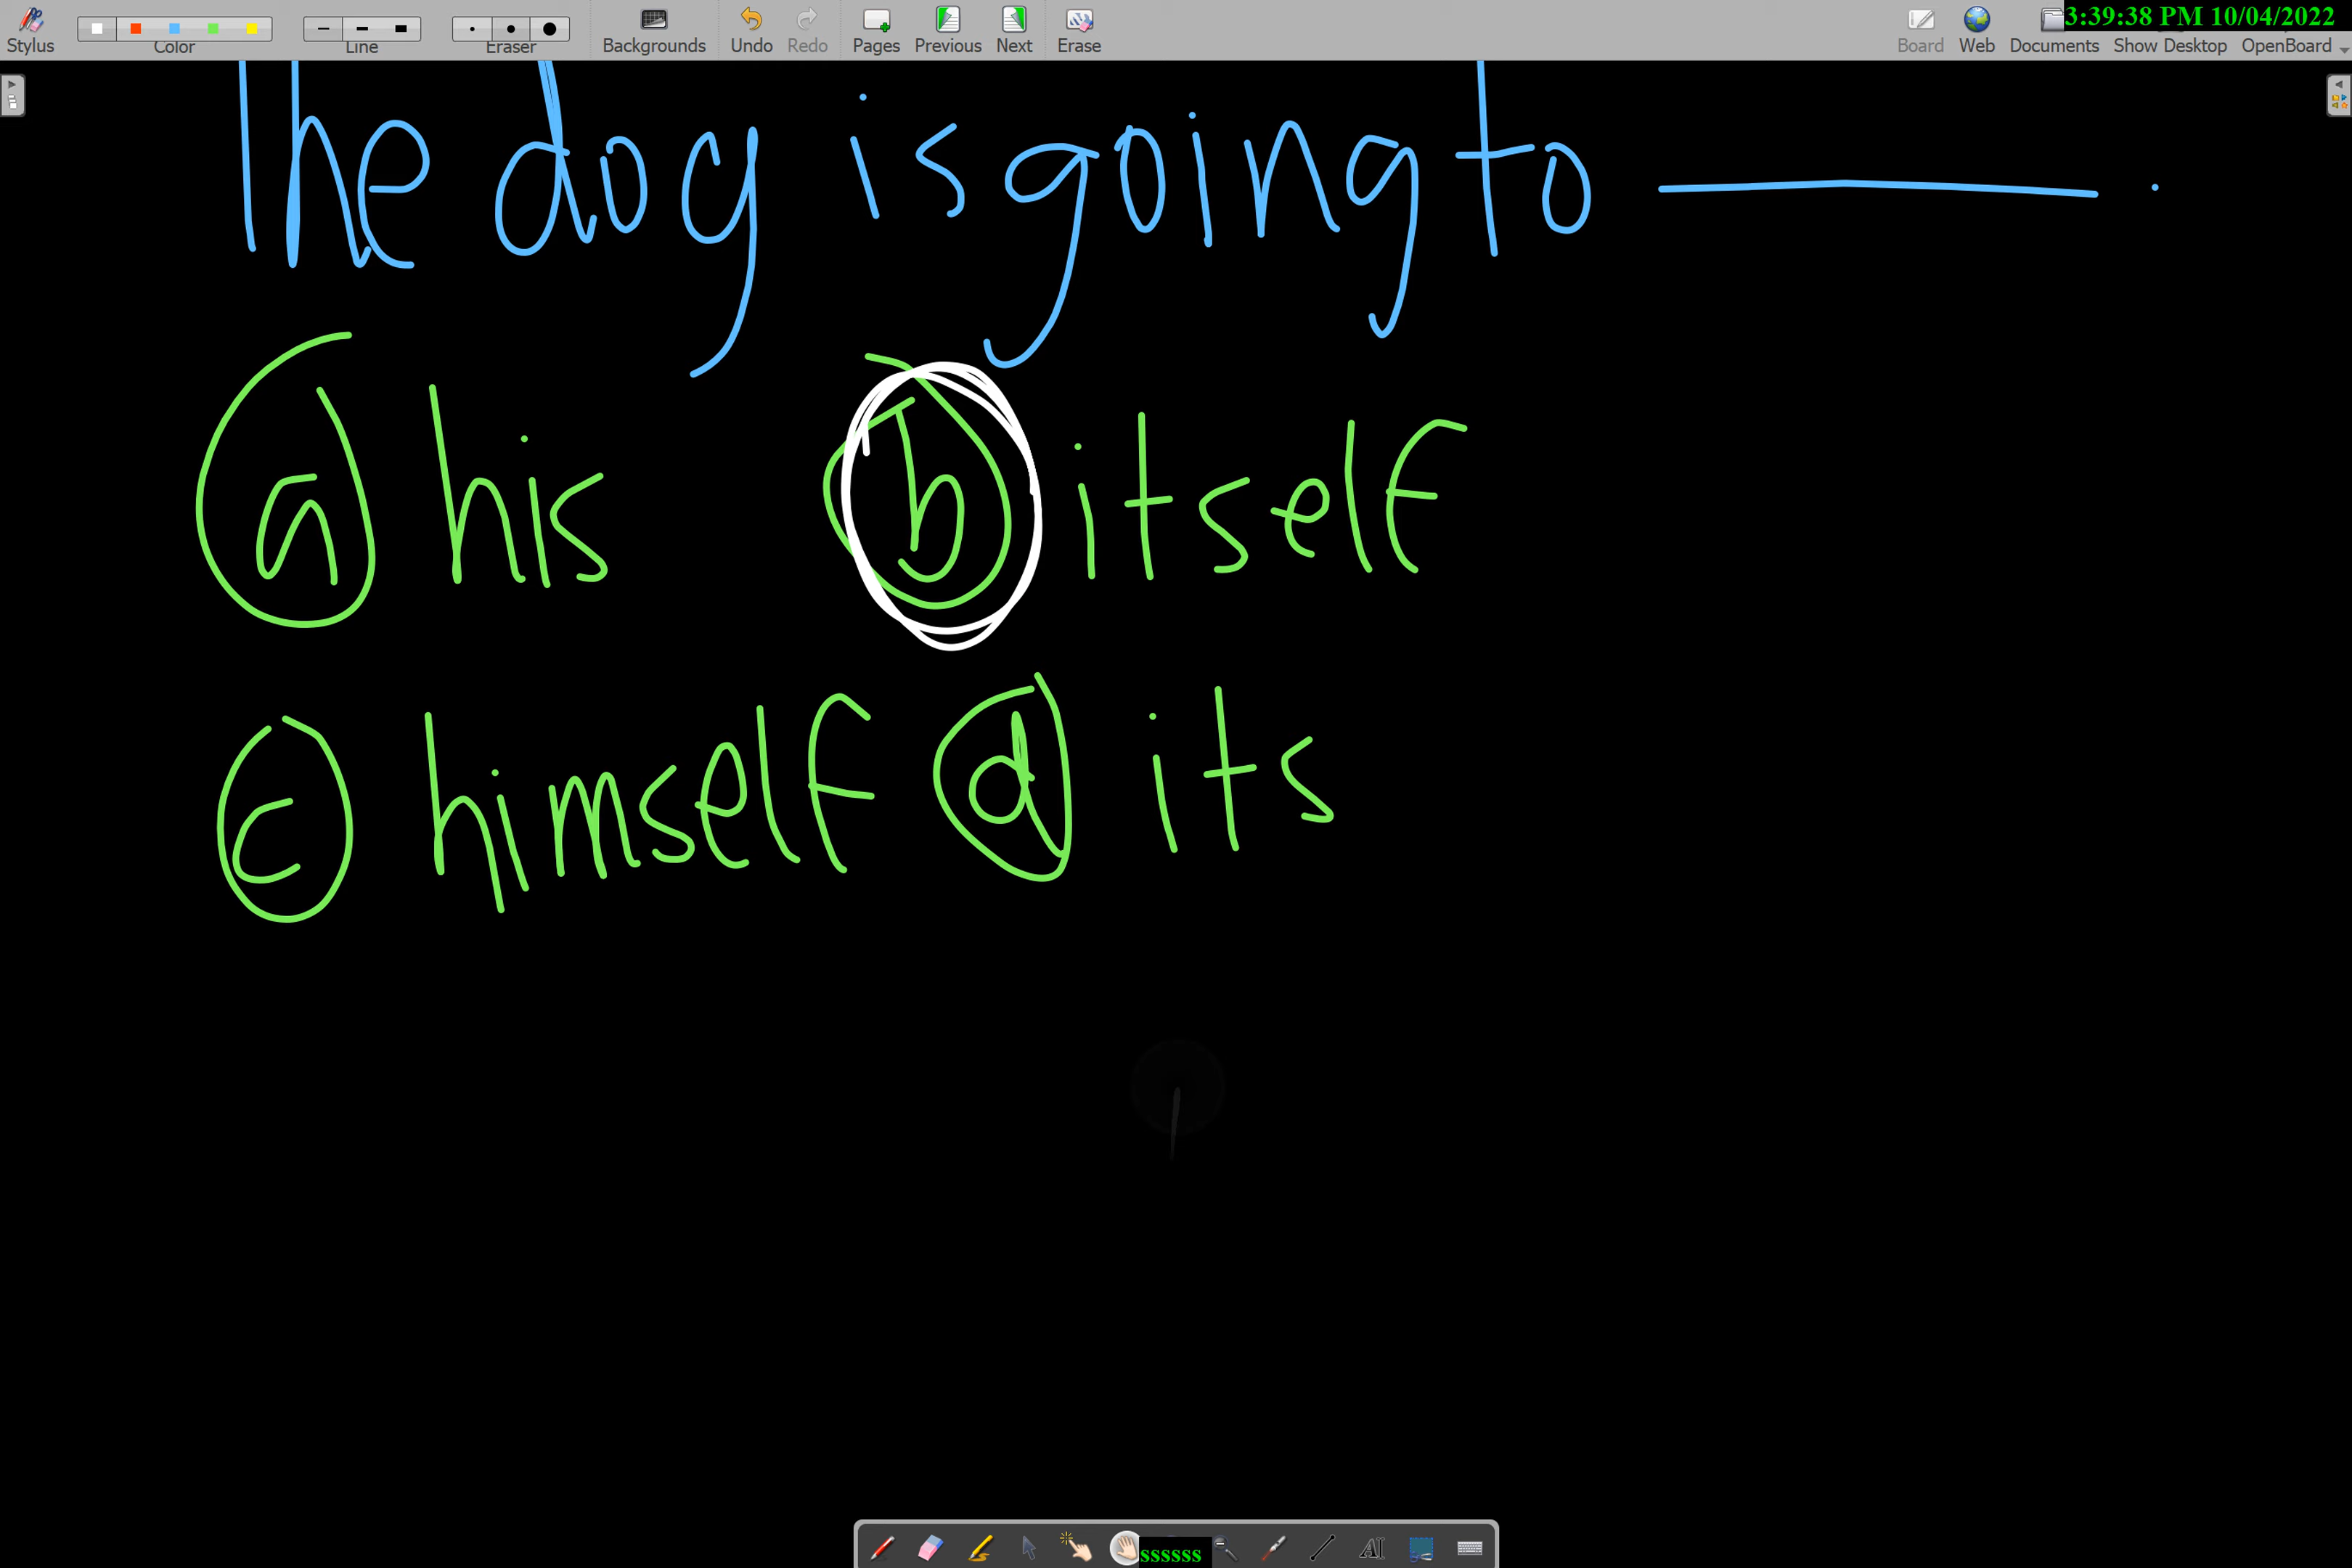 Stylus Color Line Eraser Backgrounds Undo Redo Pages Previous Next Erase Board Web Documents Show Desktop OpenBoard
3:39:38 PM 10/04/2022
The dog is going to ________ .
a his b itself
c himself d its
ssssss